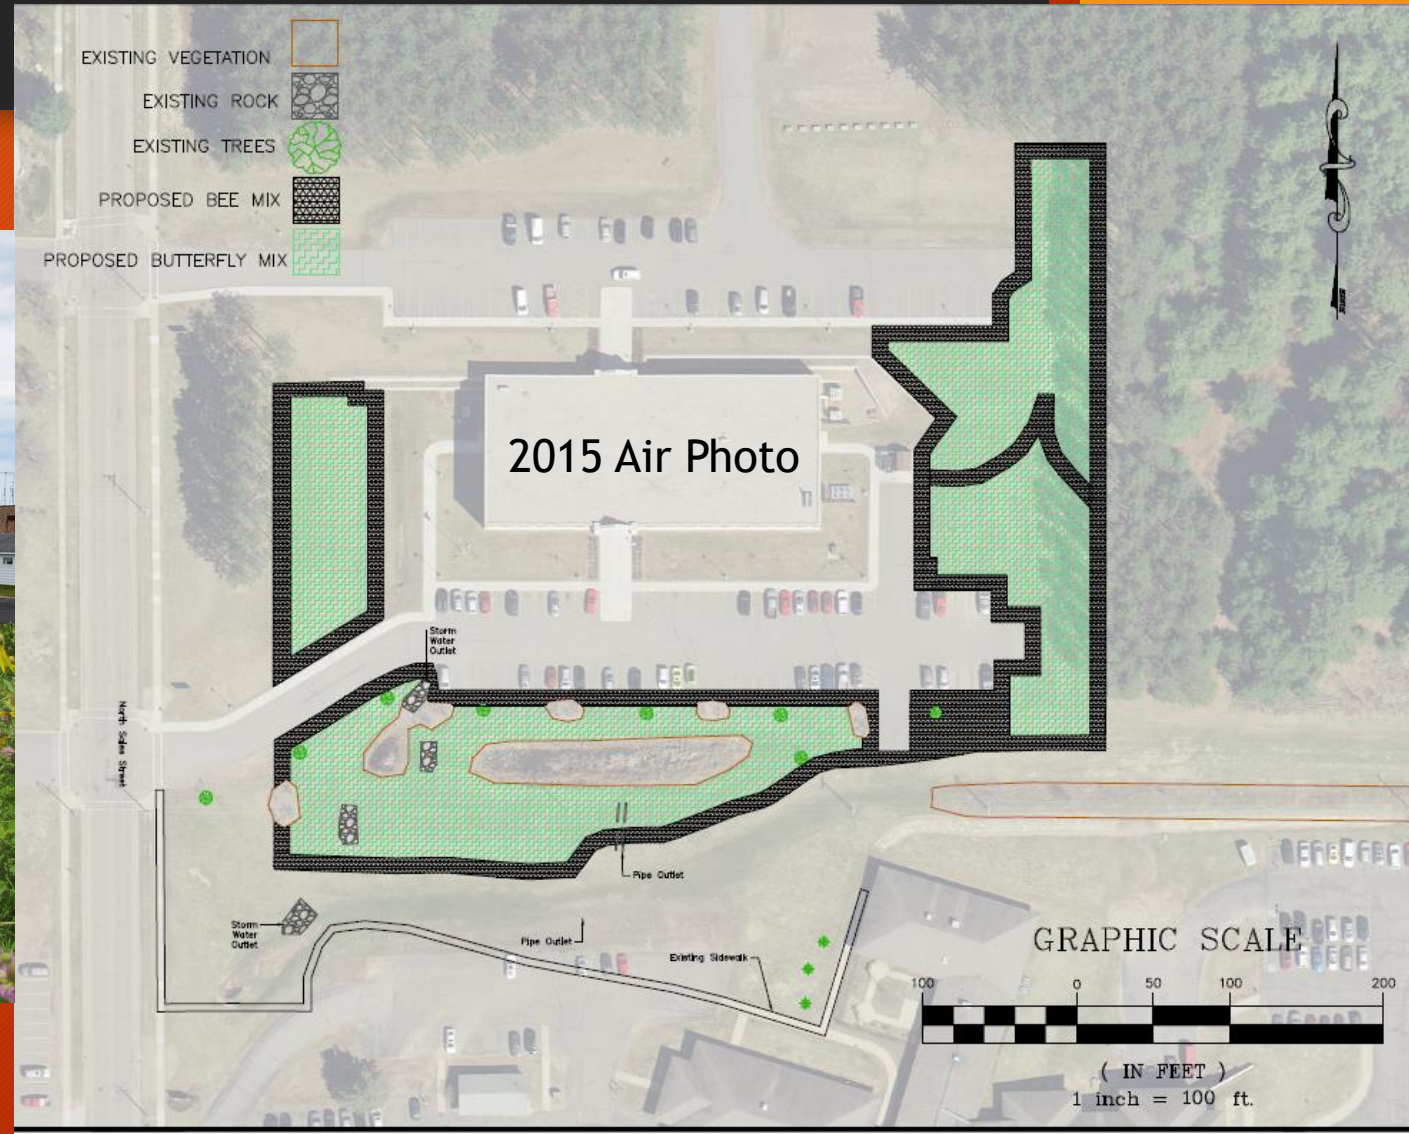 EXISTING VEGETATION
EXISTING ROCK
EXISTING TREES
PROPOSED BEE MIX
PROPOSED BUTTERFLY MIX
2015 Air Photo
Storm
Water
Outlet
North Sales Street
Pipe Outlet
Storm
Water
Outlet
Pipe Outlet
Existing Sidewalk
GRAPHIC SCALE
100 0 50 100 200
( IN FEET )
1 inch = 100 ft.